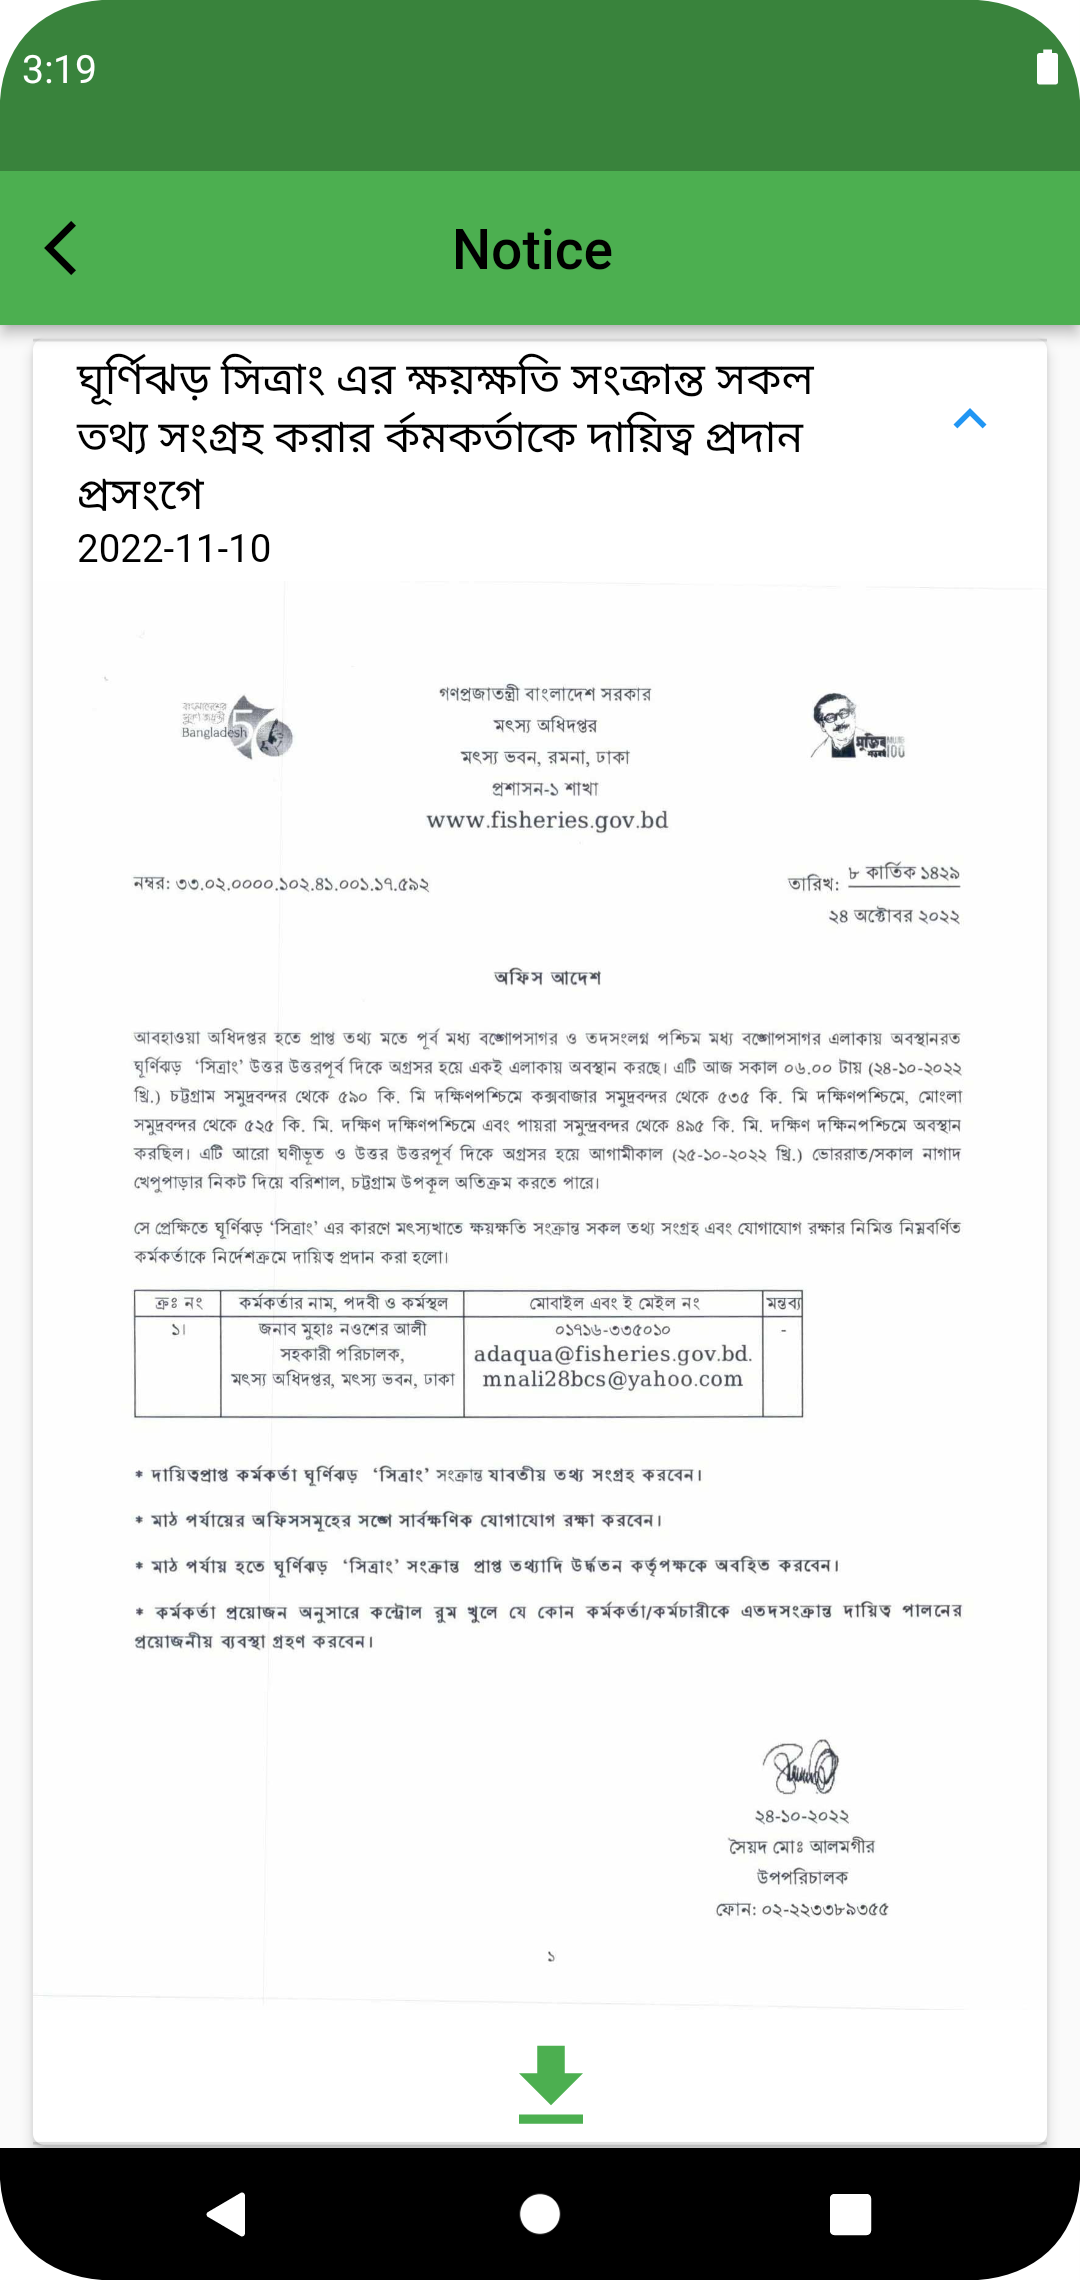 3:19
Notice
ঘূর্ণিঝড় সিত্রাং এর ক্ষয়ক্ষতি সংক্রান্ত সকল
তথ্য সংগ্রহ করার র্কমকর্তাকে দায়িত্ব প্রদান
প্রসংগে
2022-11-10
গণপ্রজাতন্ত্রী বাংলাদেশ সরকার
মৎস্য অধিদপ্তর
মৎস্য ভবন, রমনা, ঢাকা
প্রশাসন-১ শাখা
www.fisheries.gov.bd
Bangladesh 50
মুজিব 100
নম্বর: ৩৩.০২.০০০০.১০২.৪১.০০১.১৭.৫৯২
তারিখ: ৮ কার্তিক ১৪২৯
২৪ অক্টোবর ২০২২
অফিস আদেশ
আবহাওয়া অধিদপ্তর হতে প্রাপ্ত তথ্য মতে পূর্ব মধ্য বঙ্গোপসাগর ও তদসংলগ্ন পশ্চিম মধ্য বঙ্গোপসাগর এলাকায় অবস্থানরত
ঘূর্ণিঝড় ‘সিত্রাং’ উত্তর উত্তরপূর্ব দিকে অগ্রসর হয়ে একই এলাকায় অবস্থান করছে। এটি আজ সকাল ০৬.০০ টায় (২৪-১০-২০২২
খ্রি.) চট্টগ্রাম সমুদ্রবন্দর থেকে ৫৯০ কি. মি দক্ষিণপশ্চিমে কক্সবাজার সমুদ্রবন্দর থেকে ৫৩৫ কি. মি দক্ষিণপশ্চিমে, মোংলা
সমুদ্রবন্দর থেকে ৫২৫ কি. মি. দক্ষিণ দক্ষিণপশ্চিমে এবং পায়রা সমুন্দ্রবন্দর থেকে ৪৯৫ কি. মি. দক্ষিণ দক্ষিনপশ্চিমে অবস্থান
করছিল। এটি আরো ঘণীভূত ও উত্তর উত্তরপূর্ব দিকে অগ্রসর হয়ে আগামীকাল (২৫-১০-২০২২ খ্রি.) ভোররাত/সকাল নাগাদ
খেপুপাড়ার নিকট দিয়ে বরিশাল, চট্টগ্রাম উপকূল অতিক্রম করতে পারে।
সে প্রেক্ষিতে ঘূর্ণিঝড় ‘সিত্রাং’ এর কারণে মৎস্যখাতে ক্ষয়ক্ষতি সংক্রান্ত সকল তথ্য সংগ্রহ এবং যোগাযোগ রক্ষার নিমিত্ত নিম্নবর্ণিত
কর্মকর্তাকে নির্দেশক্রমে দায়িত্ব প্রদান করা হলো।
ক্রঃ নং কর্মকর্তার নাম, পদবী ও কর্মস্থল মোবাইল এবং ই মেইল নং মন্তব্য
১। জনাব মুহাঃ নওশের আলী ০১৭১৬-৩৩৫০১০ -
সহকারী পরিচালক, adaqua@fisheries.gov.bd.
মৎস্য অধিদপ্তর, মৎস্য ভবন, ঢাকা mnali28bcs@yahoo.com
* দায়িত্বপ্রাপ্ত কর্মকর্তা ঘূর্ণিঝড় ‘সিত্রাং’ সংক্রান্ত যাবতীয় তথ্য সংগ্রহ করবেন।
* মাঠ পর্যায়ের অফিসসমূহের সঙ্গে সার্বক্ষণিক যোগাযোগ রক্ষা করবেন।
* মাঠ পর্যায় হতে ঘূর্ণিঝড় ‘সিত্রাং’ সংক্রান্ত প্রাপ্ত তথ্যাদি উর্দ্ধতন কর্তৃপক্ষকে অবহিত করবেন।
* কর্মকর্তা প্রয়োজন অনুসারে কন্ট্রোল রুম খুলে যে কোন কর্মকর্তা/কর্মচারীকে এতদসংক্রান্ত দায়িত্ব পালনের
প্রয়োজনীয় ব্যবস্থা গ্রহণ করবেন।
২৪-১০-২০২২
সৈয়দ মোঃ আলমগীর
উপপরিচালক
ফোন: ০২-২২৩৩৮৯৩৫৫
১